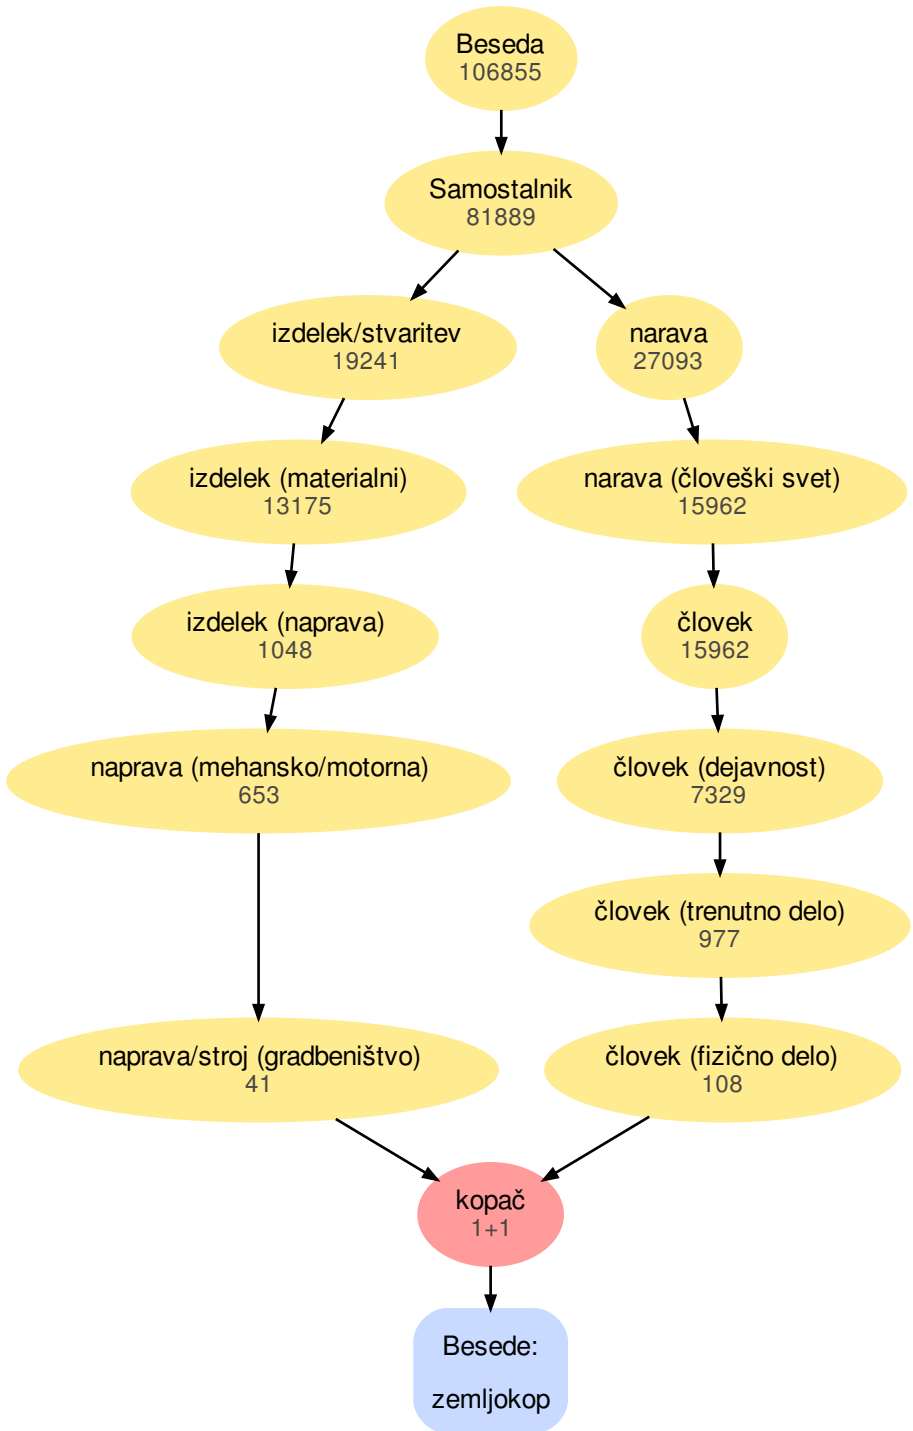 Beseda
106855
Samostalnik
81889
izdelek/stvaritev
19241
narava
27093
izdelek (materialni)
13175
narava (človeški svet)
15962
izdelek (naprava)
1048
človek
15962
naprava (mehansko/motorna)
653
človek (dejavnost)
7329
človek (trenutno delo)
977
naprava/stroj (gradbeništvo)
41
človek (fizično delo)
108
kopač
1+1
Besede:
zemljokop